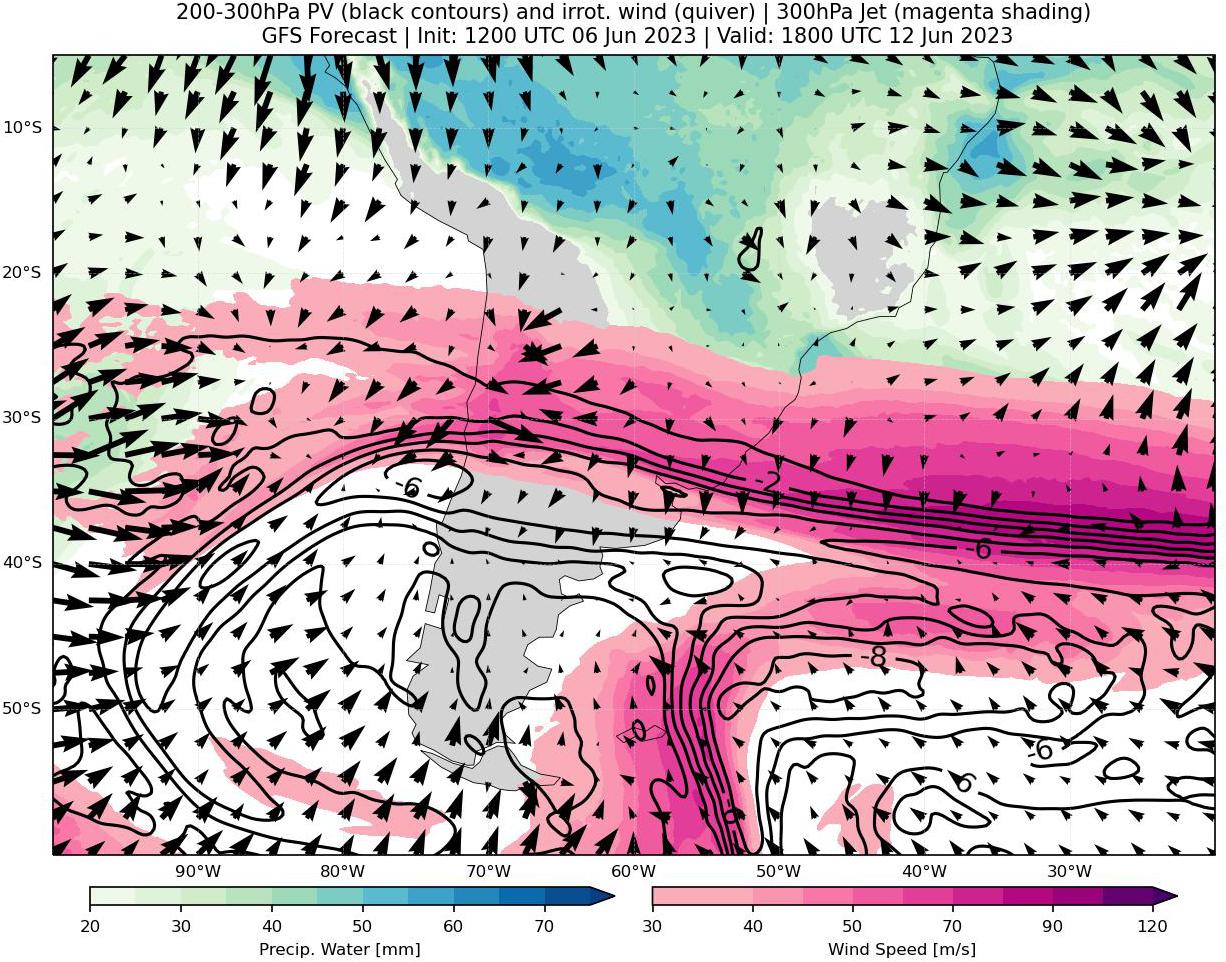 200-300hPa PV (black contours) and irrot. wind (quiver) | 300hPa Jet (magenta shading)
GFS Forecast | Init: 1200 UTC 06 Jun 2023 | Valid: 1800 UTC 12 Jun 2023
10°S
20°S
30°S
-6
-2
40°S
-6
-8
50°S
-6
90°W 80°W 70°W 60°W 50°W 40°W 30°W
20 30 40 50 60 70
30 40 50 70 90 120
Precip. Water [mm]
Wind Speed [m/s]